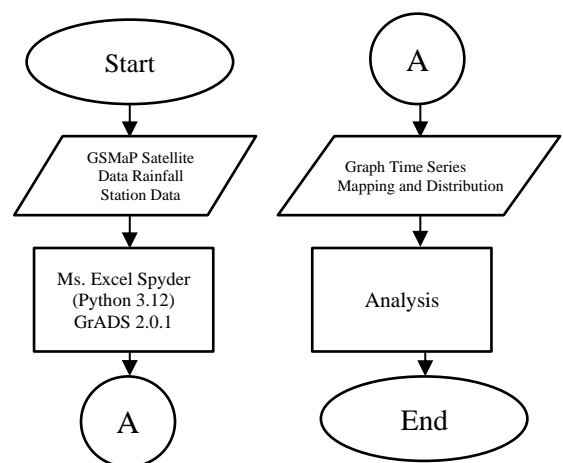 Start
GSMaP Satellite
Data Rainfall
Station Data
Ms. Excel Spyder
(Python 3.12)
GrADS 2.0.1
A
A
Graph Time Series
Mapping and Distribution
Analysis
End